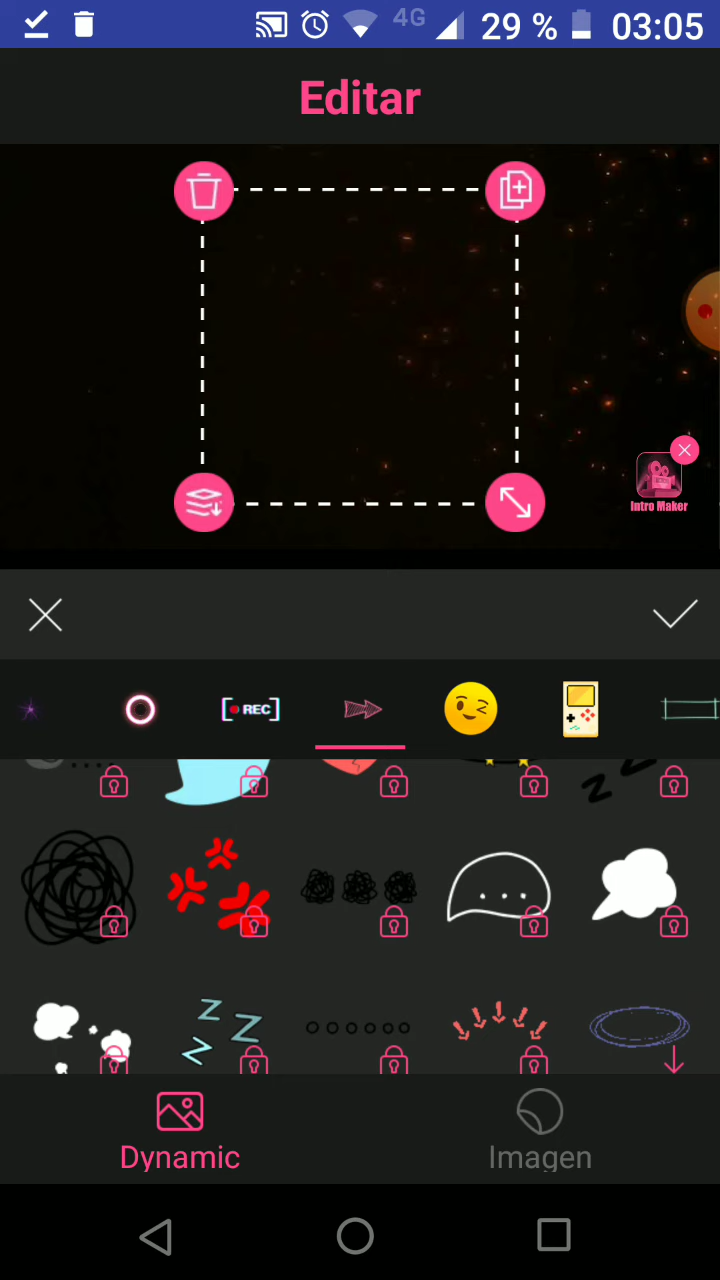 4G 29 % 03:05
Editar
Intro Maker
REC
Z Z
Z Z Z
Dynamic Imagen